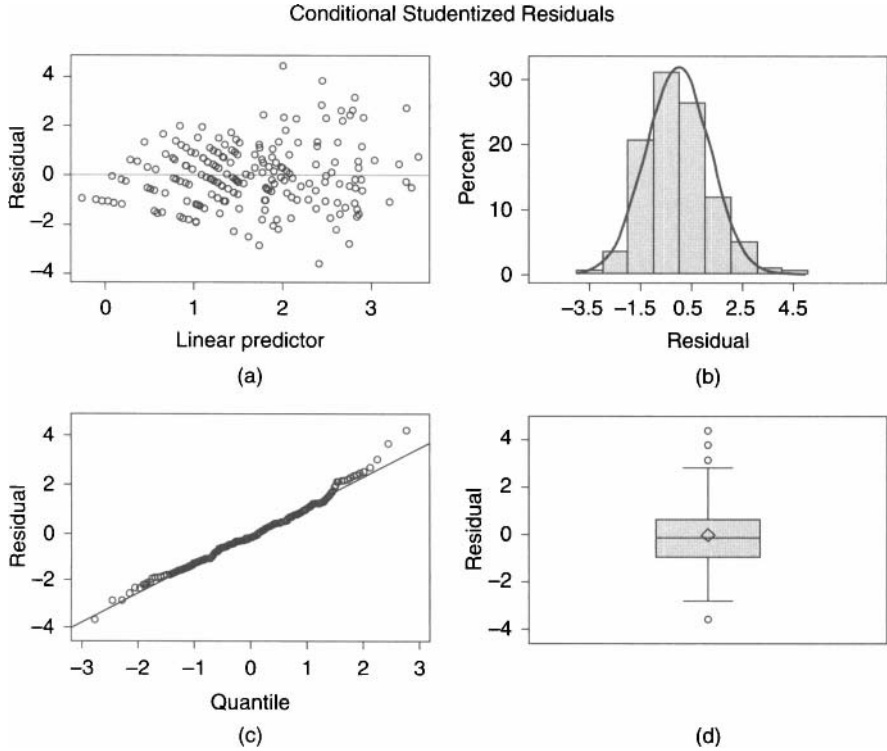 Conditional Studentized Residuals
4
2
0
−2
−4
Residual
0 1 2 3
Linear predictor
(a)
30
20
10
0
Percent
−3.5 −1.5 0.5 2.5 4.5
Residual
(b)
4
2
0
−2
−4
Residual
−3 −2 −1 0 1 2 3
Quantile
(c)
4
2
0
−2
−4
Residual
(d)